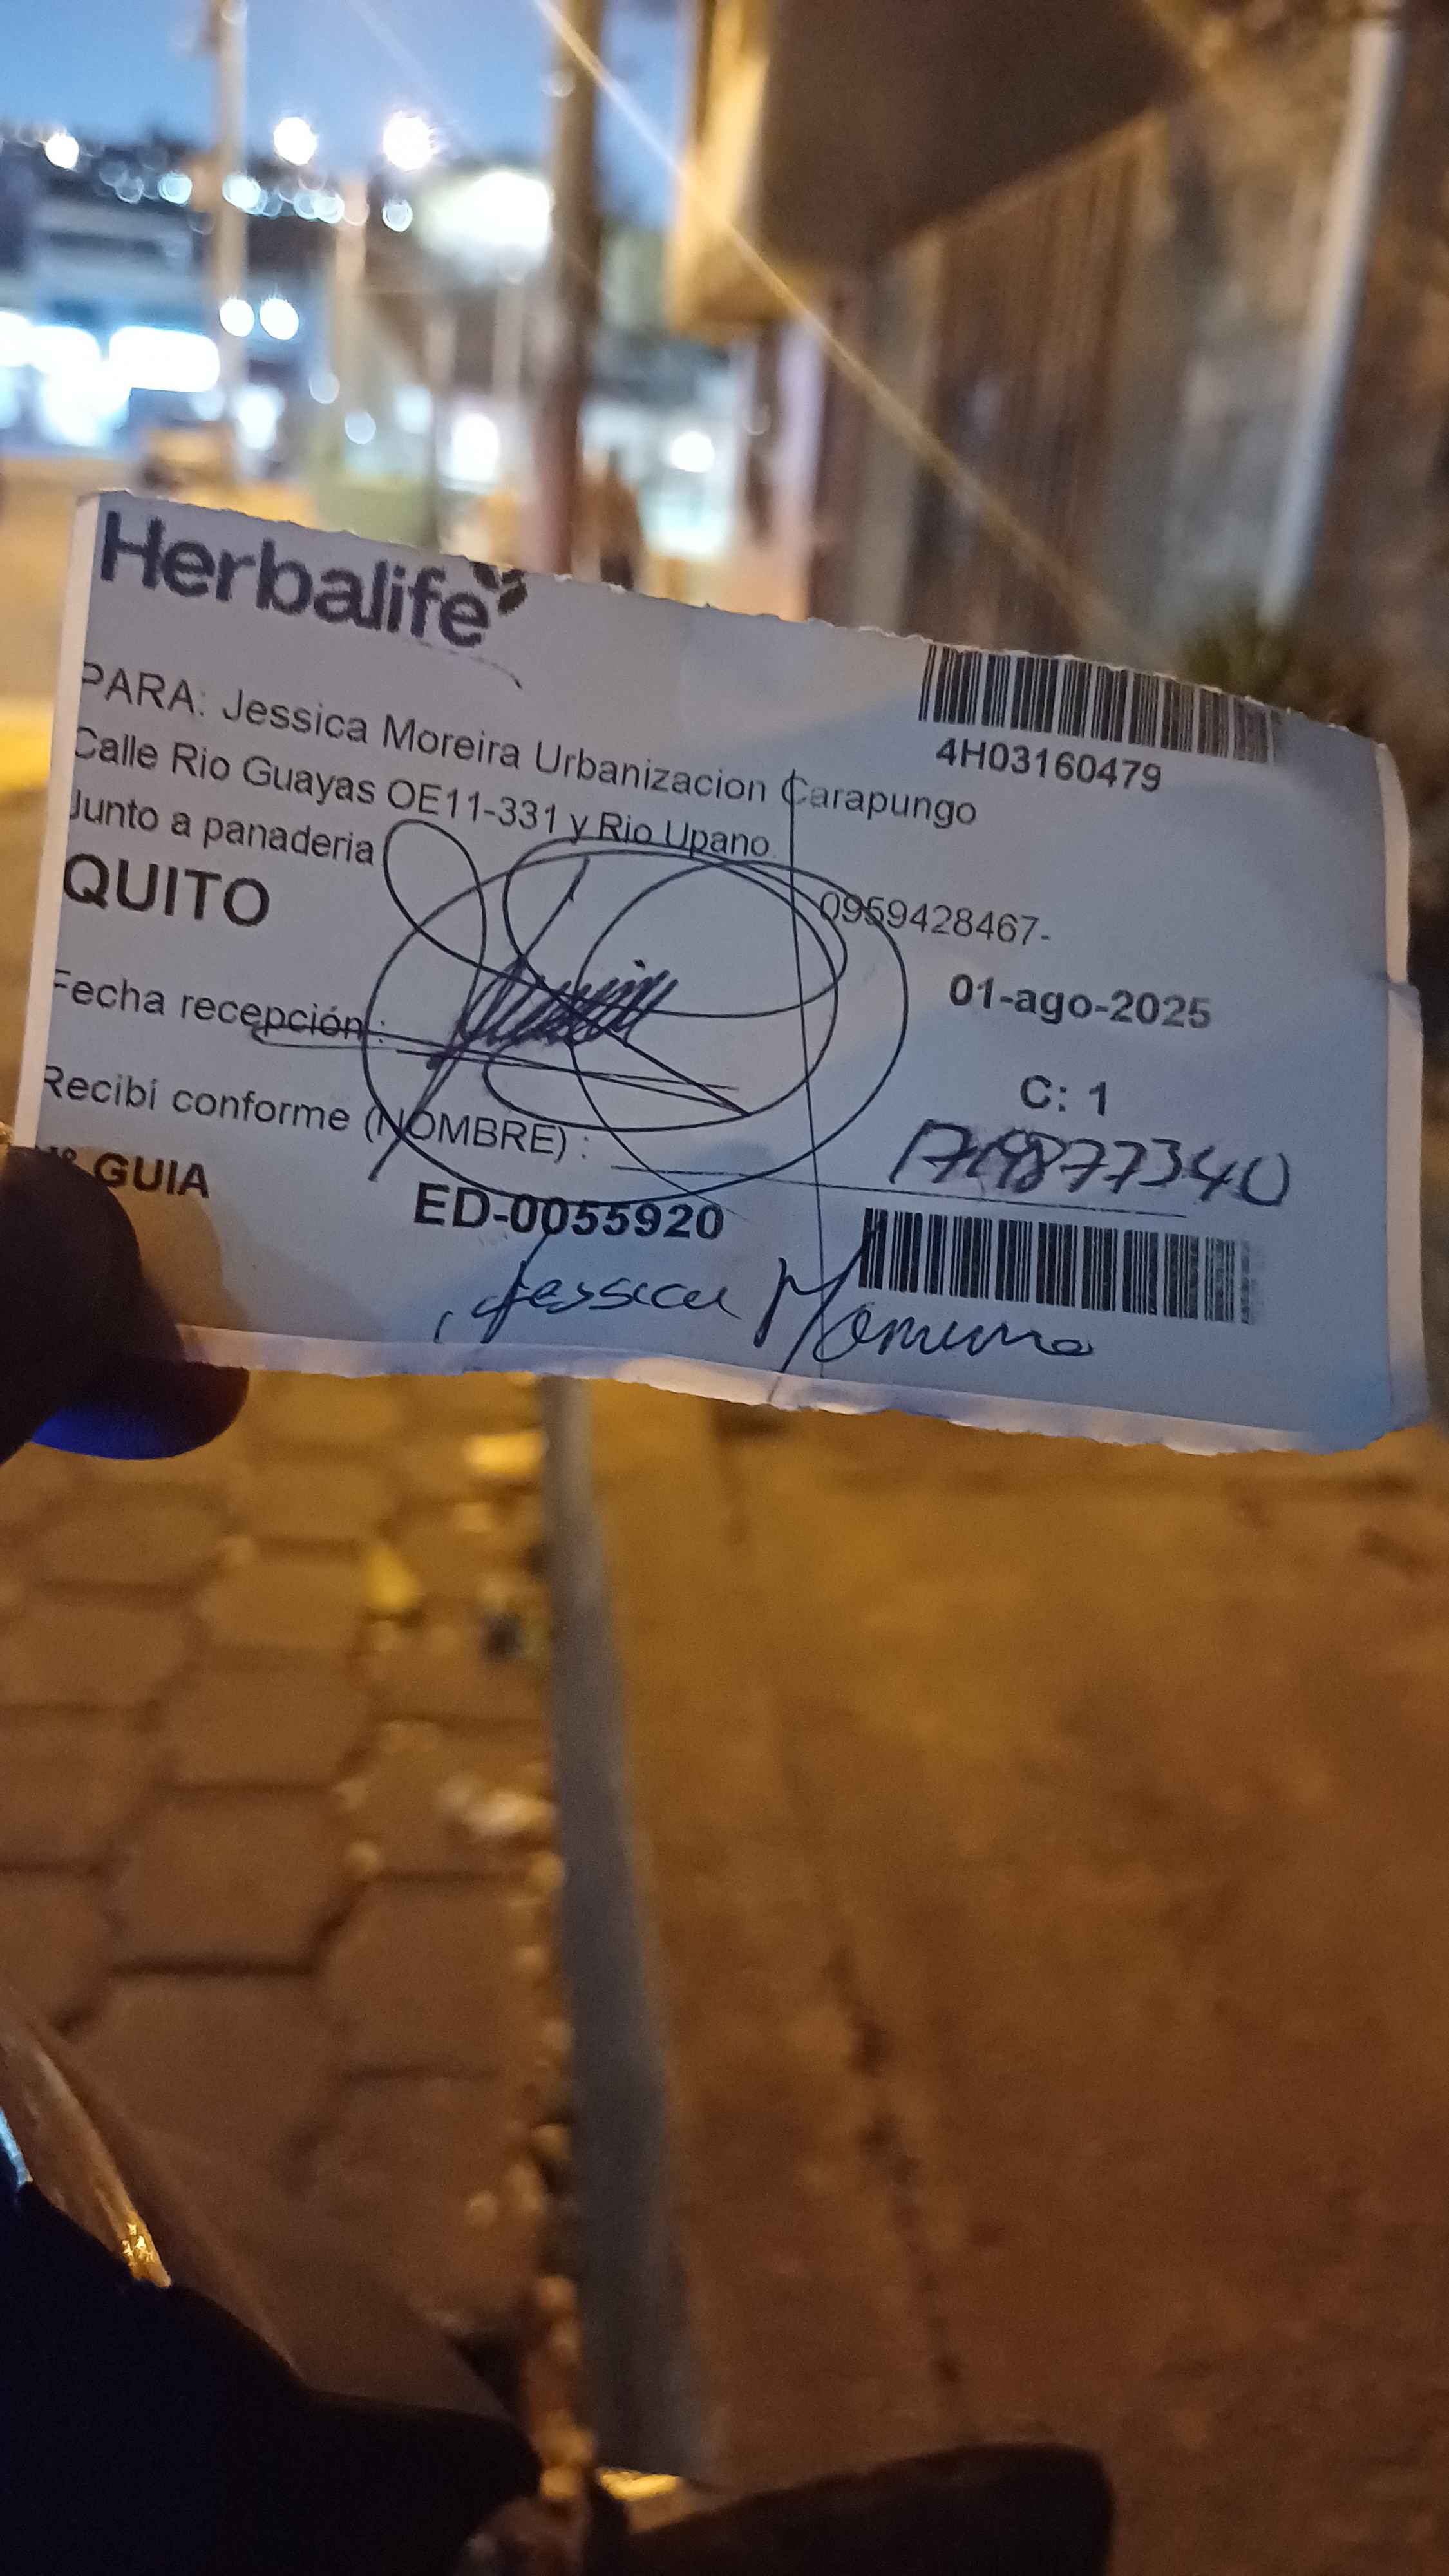 Herbalife
4H03160479
PARA: Jessica Moreira Urbanizacion Carapungo
Calle Rio Guayas OE11-331 y Rio Upano
Junto a panaderia
QUITO
0959428467-
01-ago-2025
Fecha recepción :
C: 1
Recibí conforme (NOMBRE) :
Nº GUIA
ED-0055920
Jessica